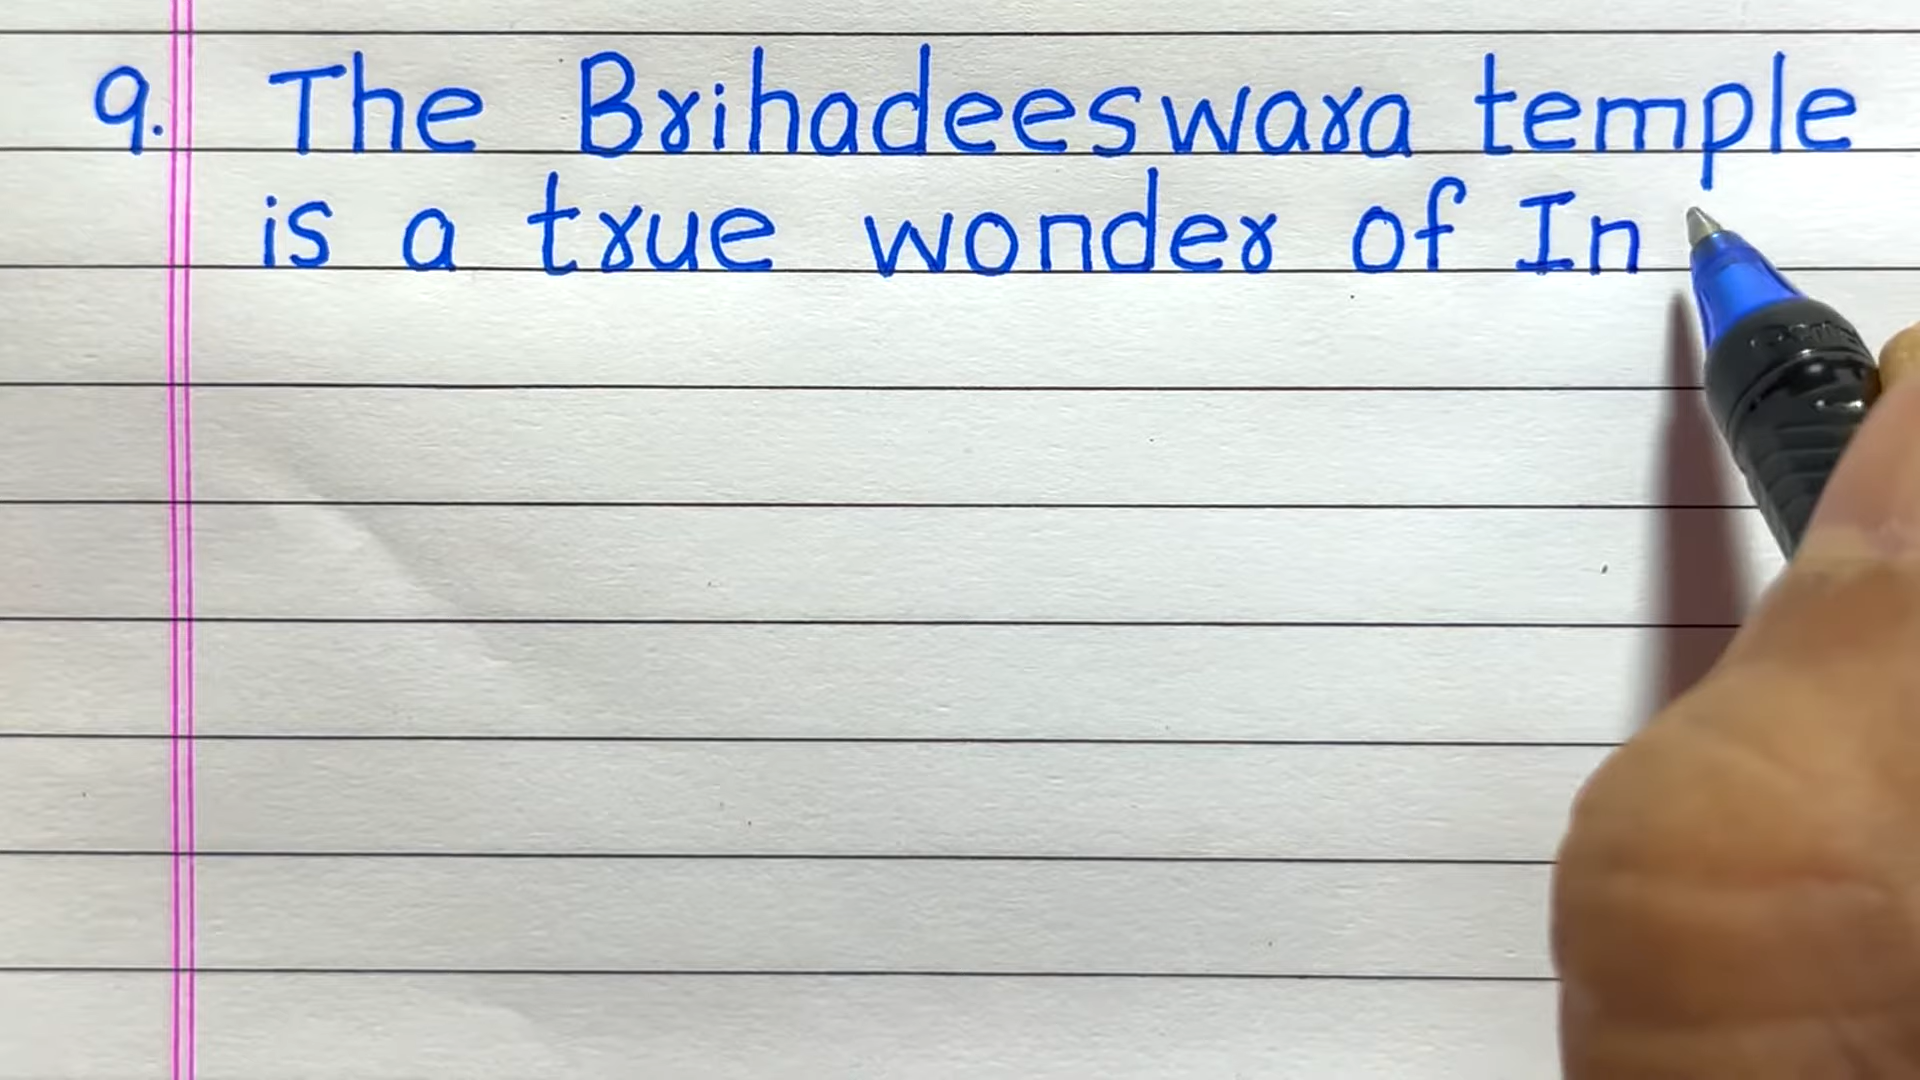 9. The Brihadeeswara temple
is a true wonder of In